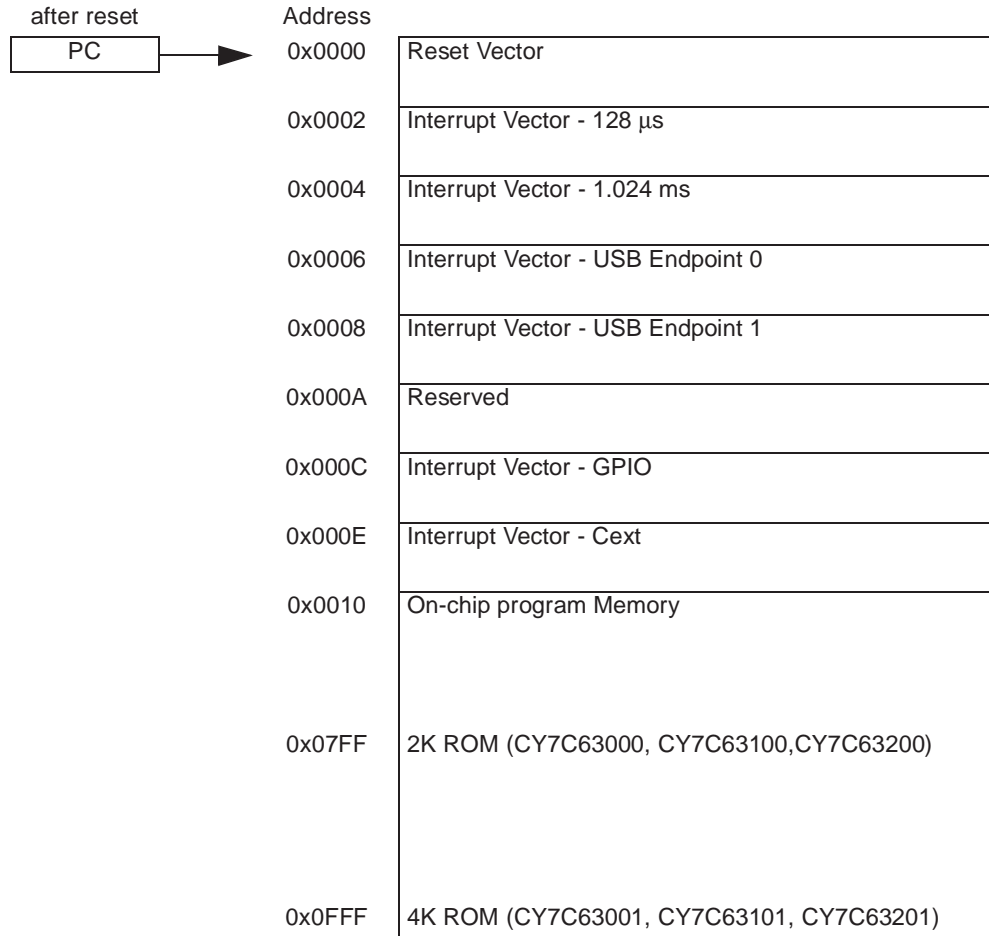 after reset Address
PC 0x0000 Reset Vector
0x0002 Interrupt Vector - 128 μs
0x0004 Interrupt Vector - 1.024 ms
0x0006 Interrupt Vector - USB Endpoint 0
0x0008 Interrupt Vector - USB Endpoint 1
0x000A Reserved
0x000C Interrupt Vector - GPIO
0x000E Interrupt Vector - Cext
0x0010 On-chip program Memory
0x07FF 2K ROM (CY7C63000, CY7C63100,CY7C63200)
0x0FFF 4K ROM (CY7C63001, CY7C63101, CY7C63201)